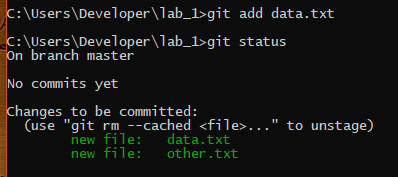 C:\Users\Developer\lab_1>git add data.txt
C:\Users\Developer\lab_1>git status
On branch master
No commits yet
Changes to be committed:
(use "git rm --cached <file>..." to unstage)
new file: data.txt
new file: other.txt